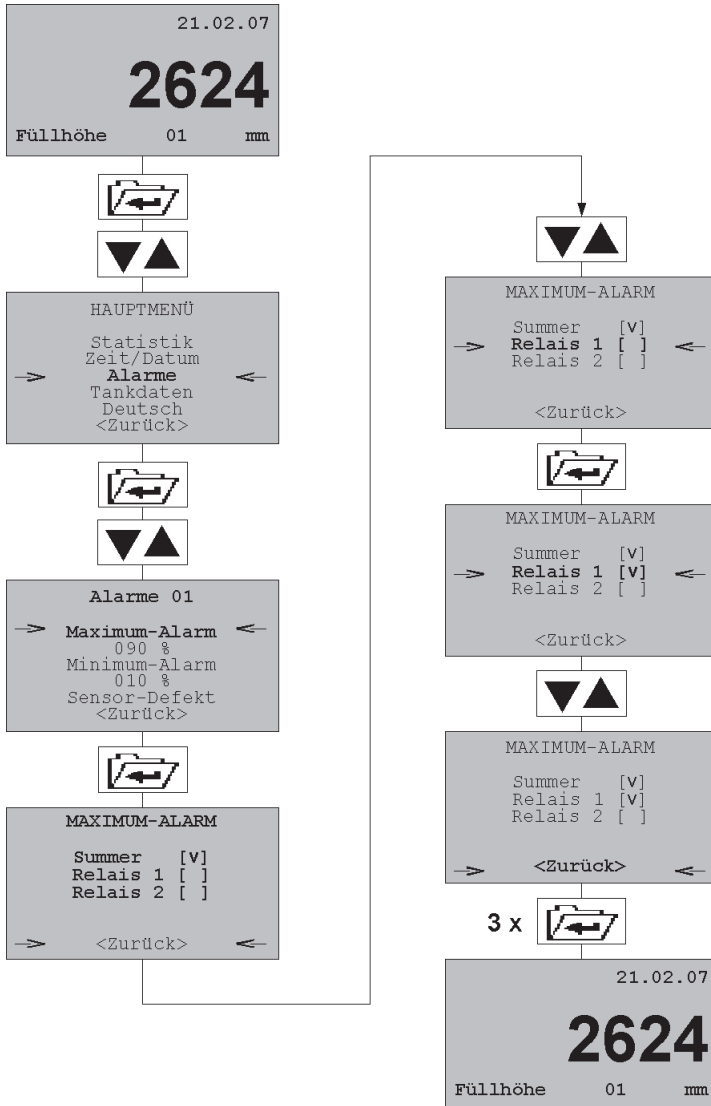 21.02.07
2624
Füllhöhe 01 mm
HAUPTMENÜ
Statistik
Zeit/Datum
Alarme
Tankdaten
Deutsch
<Zurück>
Alarme 01
Maximum-Alarm
090 %
Minimum-Alarm
010 %
Sensor-Defekt
<Zurück>
MAXIMUM-ALARM
Summer [V]
Relais 1 [ ]
Relais 2 [ ]
<Zurück>
MAXIMUM-ALARM
Summer [V]
Relais 1 [ ]
Relais 2 [ ]
<Zurück>
MAXIMUM-ALARM
Summer [V]
Relais 1 [V]
Relais 2 [ ]
<Zurück>
MAXIMUM-ALARM
Summer [V]
Relais 1 [V]
Relais 2 [ ]
<Zurück>
3 x
21.02.07
2624
Füllhöhe 01 mm